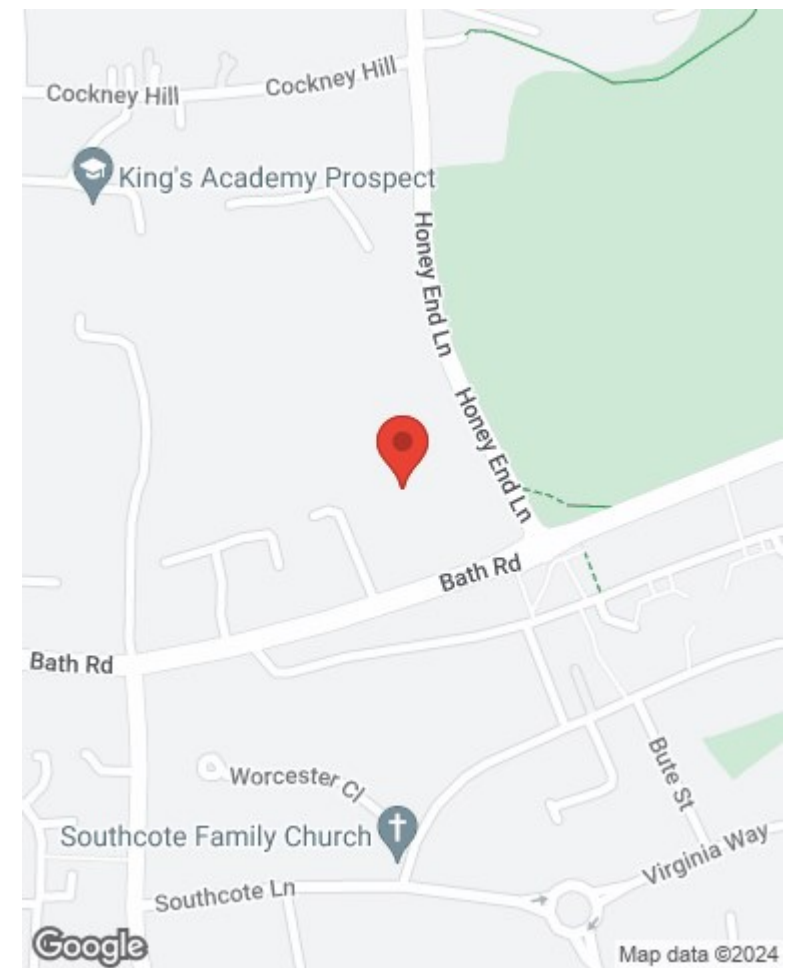 Cockney Hill
Cockney Hill
King's Academy Prospect
Honey End Ln
Honey End Ln
Bath Rd
Bath Rd
Worcester Cl
Bute St
Southcote Family Church
Virginia Way
Southcote Ln
Google
Map data ©2024